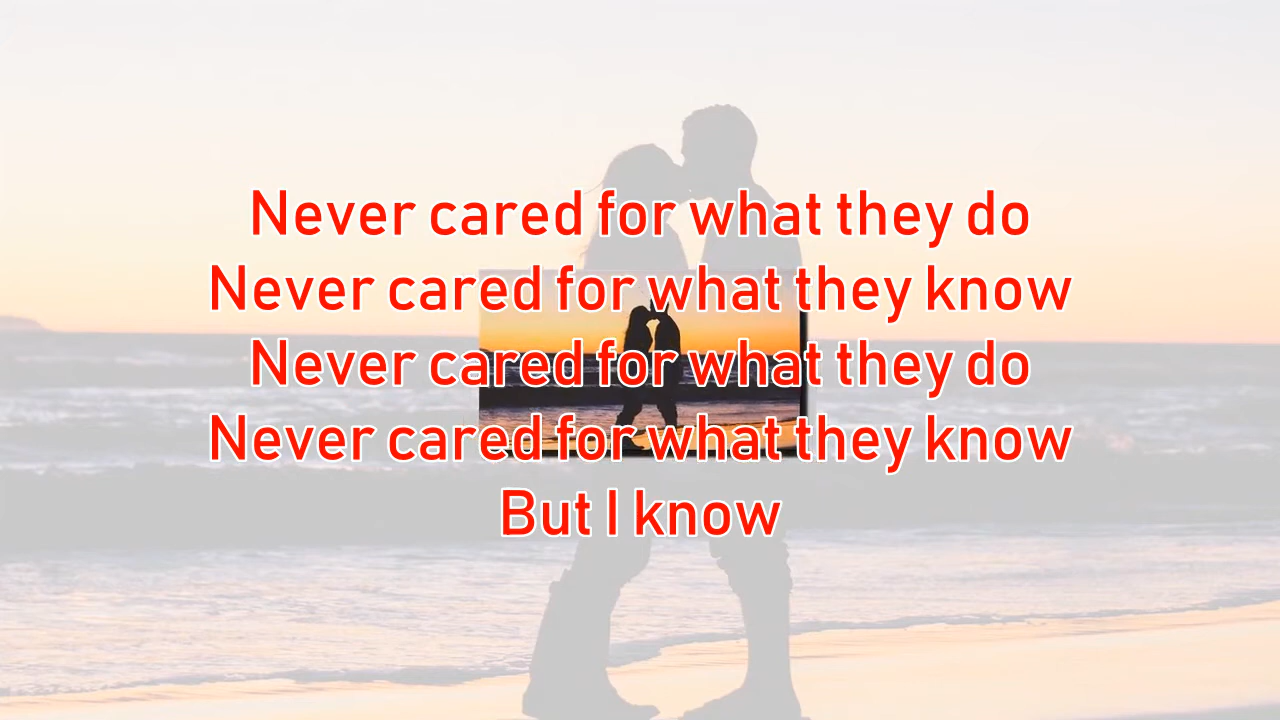 Never cared for what they do
Never cared for what they know
Never cared for what they do
Never cared for what they know
But I know